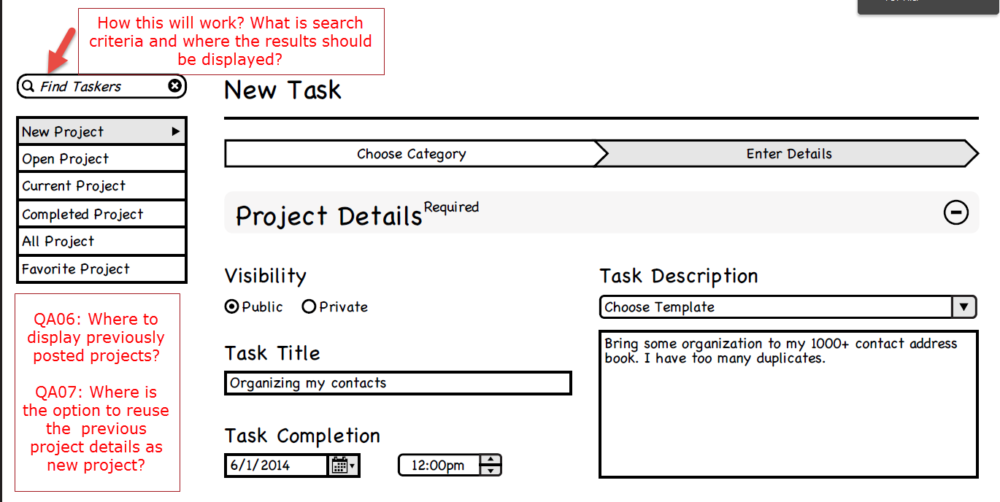 How this will work? What is search
criteria and where the results should
be displayed?
Find Taskers
New Project
Open Project
Current Project
Completed Project
All Project
Favorite Project
QA06: Where to
display previously
posted projects?
QA07: Where is
the option to reuse
the previous
project details as
new project?
New Task
Choose Category
Enter Details
Project Details Required
Visibility
Public
Private
Task Title
Organizing my contacts
Task Completion
6/1/2014
12:00pm
Task Description
Choose Template
Bring some organization to my 1000+ contact address
book. I have too many duplicates.